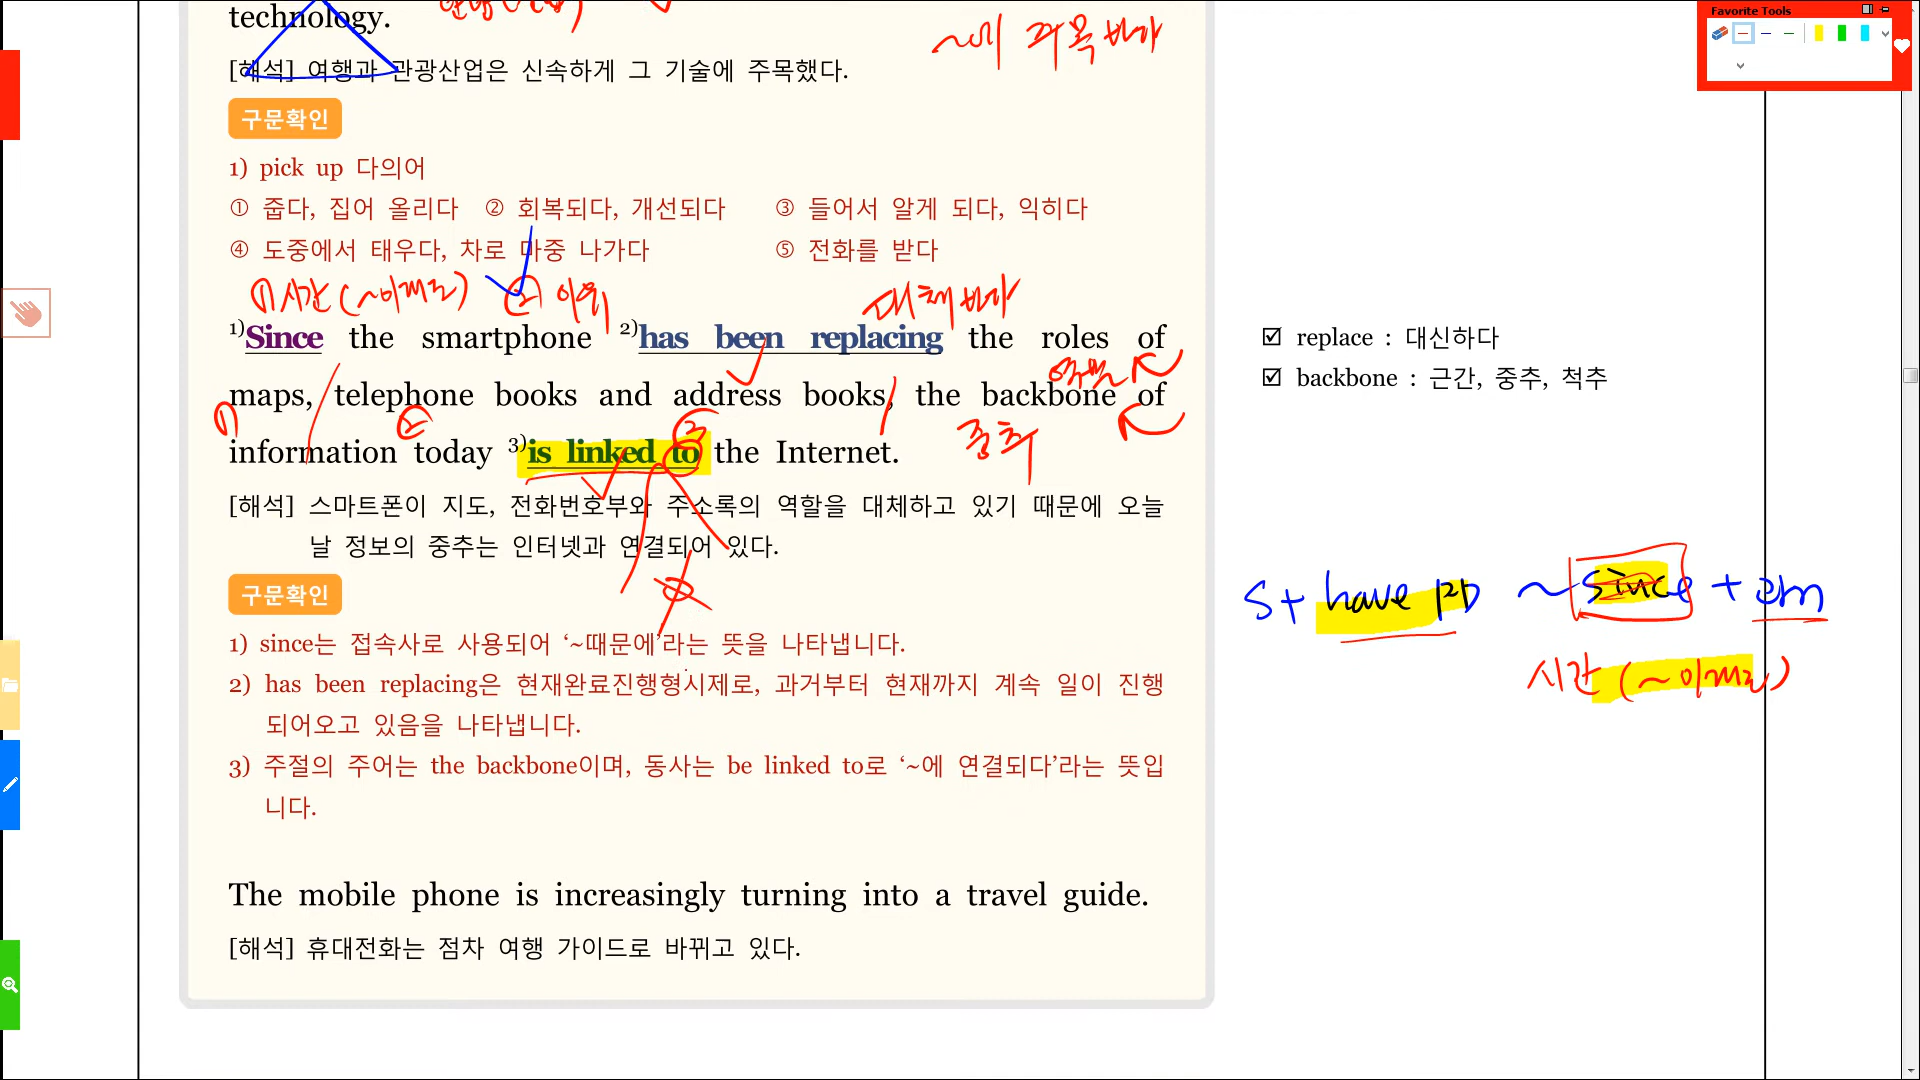 Favorite Tools
technology.
~에 주목하다
[해석] 여행과 관광산업은 신속하게 그 기술에 주목했다.
구문확인
1) pick up 다의어
① 줍다, 집어 올리다 ② 회복되다, 개선되다 ③ 들어서 알게 되다, 익히다
④ 도중에서 태우다, 차로 마중 나가다 ⑤ 전화를 받다
① 시간 (~이래로) ② 이유
대체하다
1)Since the smartphone 2)has been replacing the roles of
역할
maps, telephone books and address books, the backbone of
① ② ③
중추
information today 3)is linked to the Internet.
[해석] 스마트폰이 지도, 전화번호부와 주소록의 역할을 대체하고 있기 때문에 오늘
날 정보의 중추는 인터넷과 연결되어 있다.
구문확인
1) since는 접속사로 사용되어 ‘~때문에’라는 뜻을 나타냅니다.
2) has been replacing은 현재완료진행형시제로, 과거부터 현재까지 계속 일이 진행
되어오고 있음을 나타냅니다.
3) 주절의 주어는 the backbone이며, 동사는 be linked to로 ‘~에 연결되다’라는 뜻입
니다.
The mobile phone is increasingly turning into a travel guide.
[해석] 휴대전화는 점차 여행 가이드로 바뀌고 있다.
☑ replace : 대신하다
☑ backbone : 근간, 중추, 척추
S+ have PP ~ since +
시간 (~이래로)